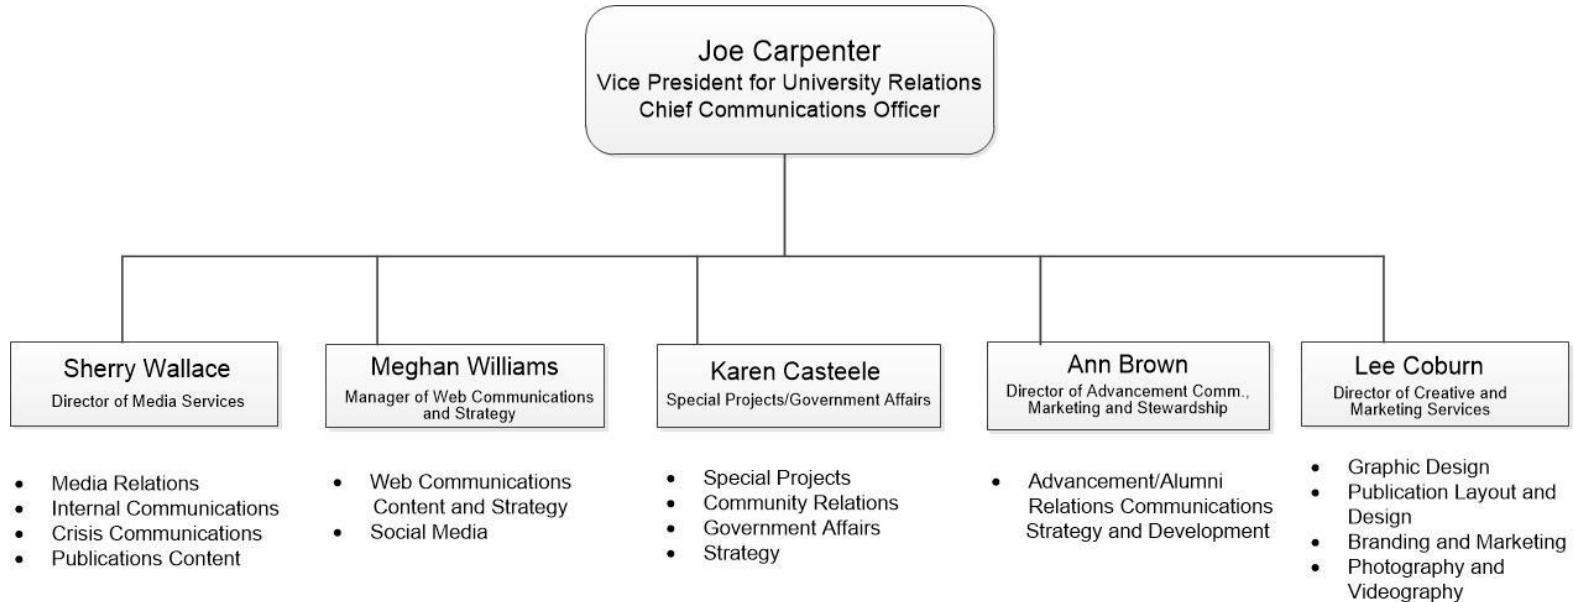 Joe Carpenter
Vice President for University Relations
Chief Communications Officer
Sherry Wallace
Director of Media Services
• Media Relations
• Internal Communications
• Crisis Communications
• Publications Content
Meghan Williams
Manager of Web Communications
and Strategy
• Web Communications
Content and Strategy
• Social Media
Karen Casteele
Special Projects/Government Affairs
• Special Projects
• Community Relations
• Government Affairs
• Strategy
Ann Brown
Director of Advancement Comm.,
Marketing and Stewardship
• Advancement/Alumni
Relations Communications
Strategy and Development
Lee Coburn
Director of Creative and
Marketing Services
• Graphic Design
• Publication Layout and
Design
• Branding and Marketing
• Photography and
Videography